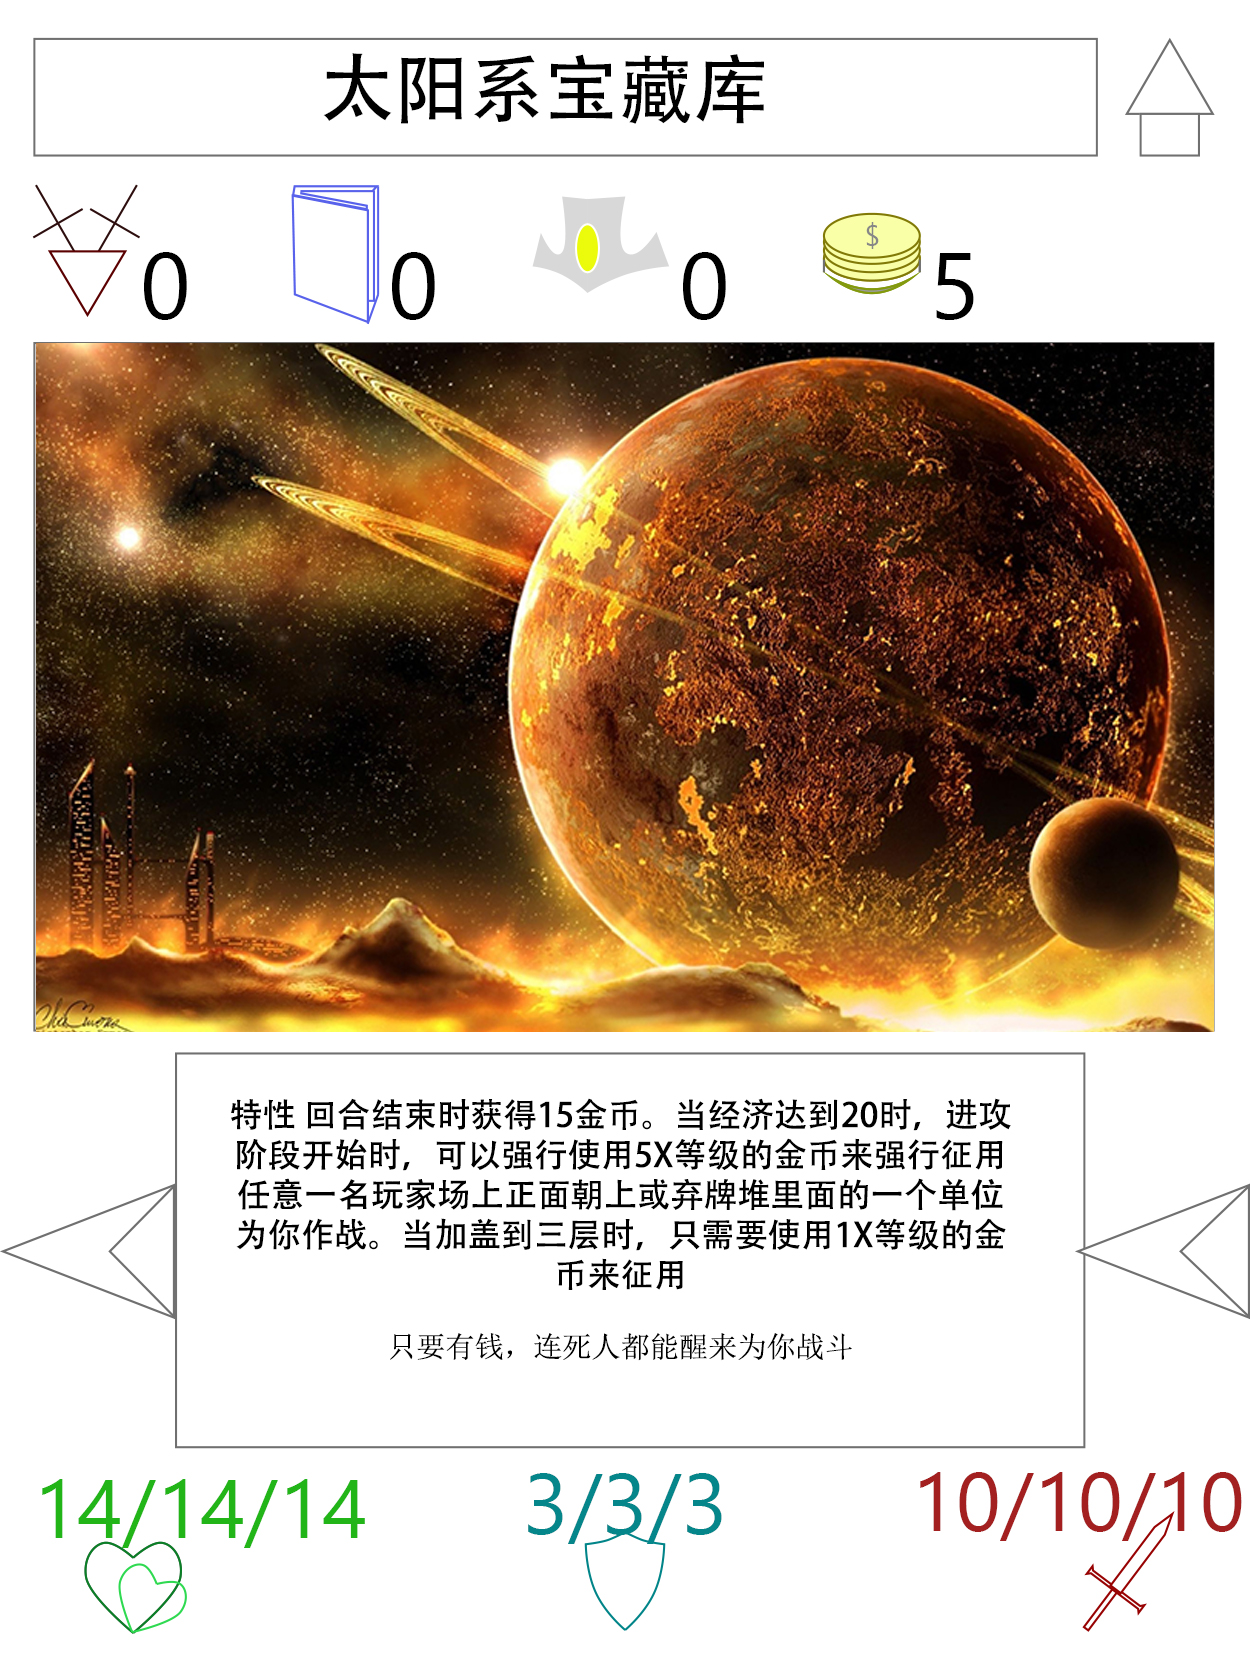 太阳系宝藏库
0 0 0 $ 5
特性 回合结束时获得15金币。当经济达到20时，进攻
阶段开始时，可以强行使用5X等级的金币来强行征用
任意一名玩家场上正面朝上或弃牌堆里面的一个单位
为你作战。当加盖到三层时，只需要使用1X等级的金
币来征用
只要有钱，连死人都能醒来为你战斗
14/14/14 3/3/3 10/10/10